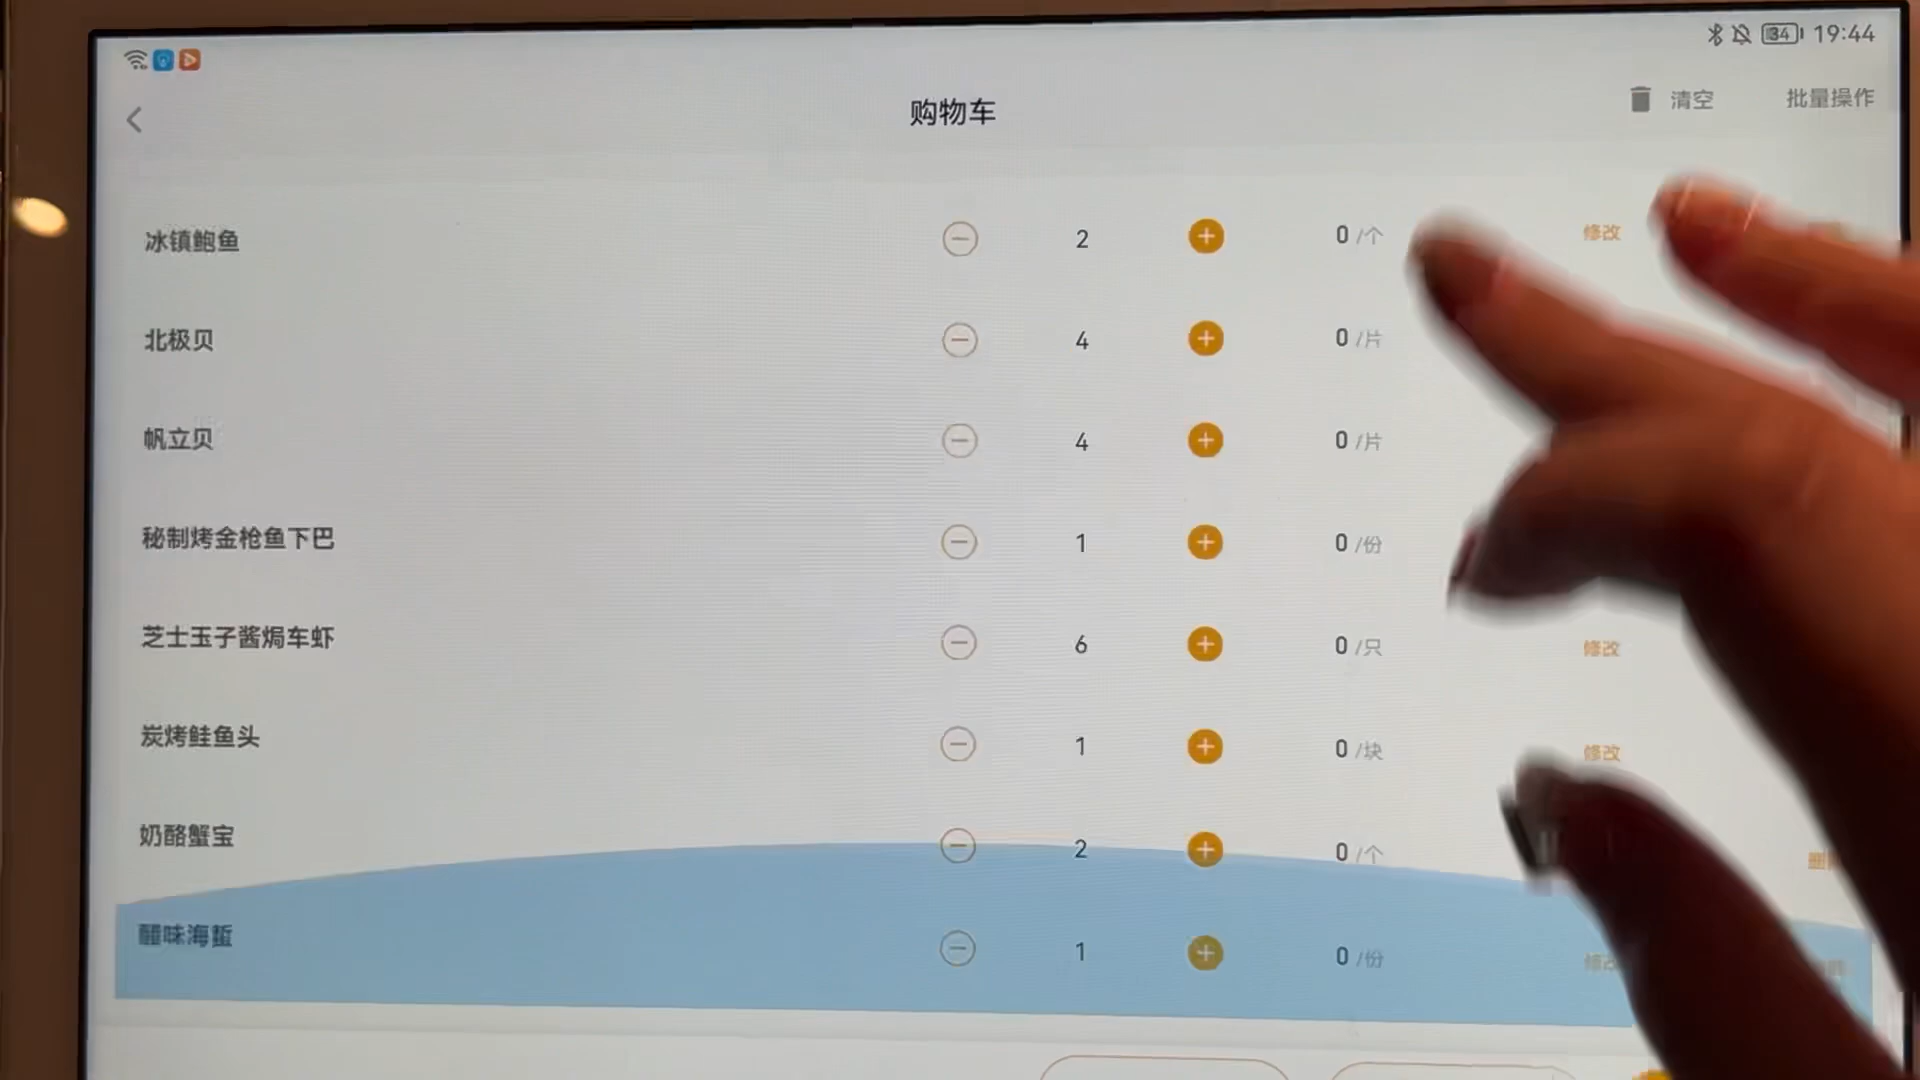 34 19:44
购物车
清空 批量操作
冰镇鲍鱼 2 0 /个 修改
北极贝 4 0 /片
帆立贝 4 0 /片
秘制烤金枪鱼下巴 1 0 /份
芝士玉子酱焗车虾 6 0 /只 修改
炭烤鲑鱼头 1 0 /块 修改
奶酪蟹宝 2 0 /个
味海蜇 1 0 /份 修改